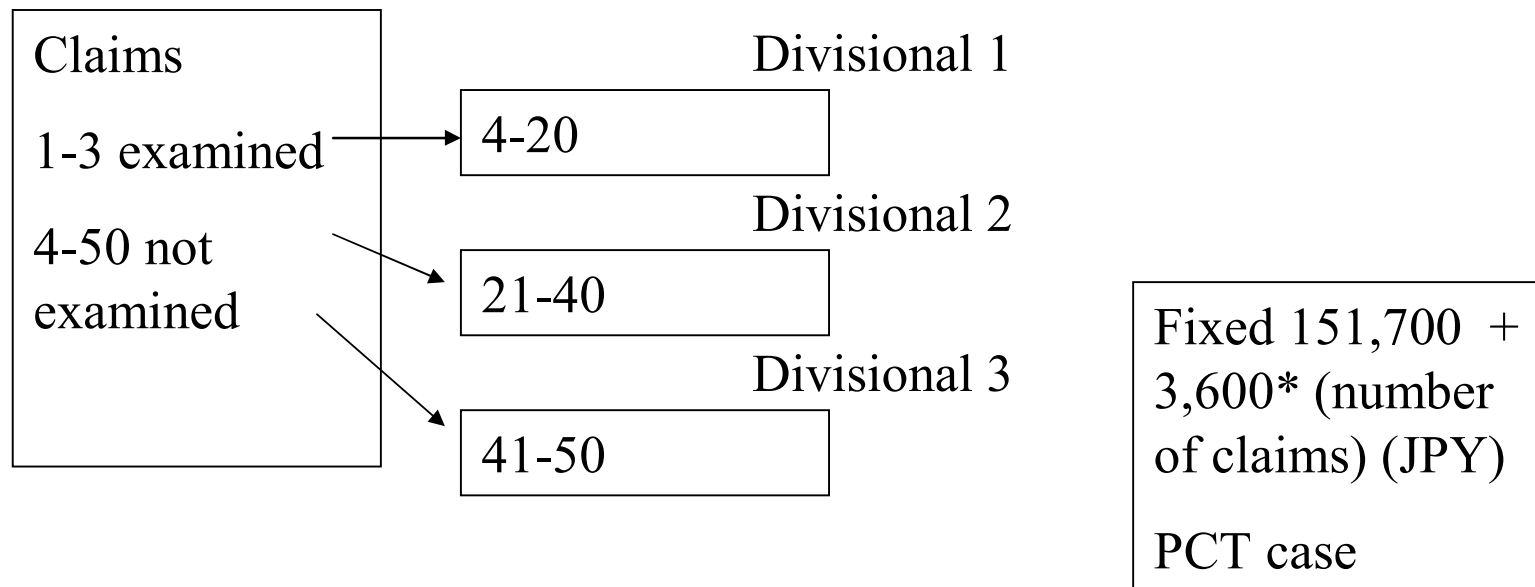 Claims
1-3 examined
4-50 not
examined
Divisional 1
4-20
Divisional 2
21-40
Divisional 3
41-50
Fixed 151,700 +
3,600* (number
of claims) (JPY)
PCT case